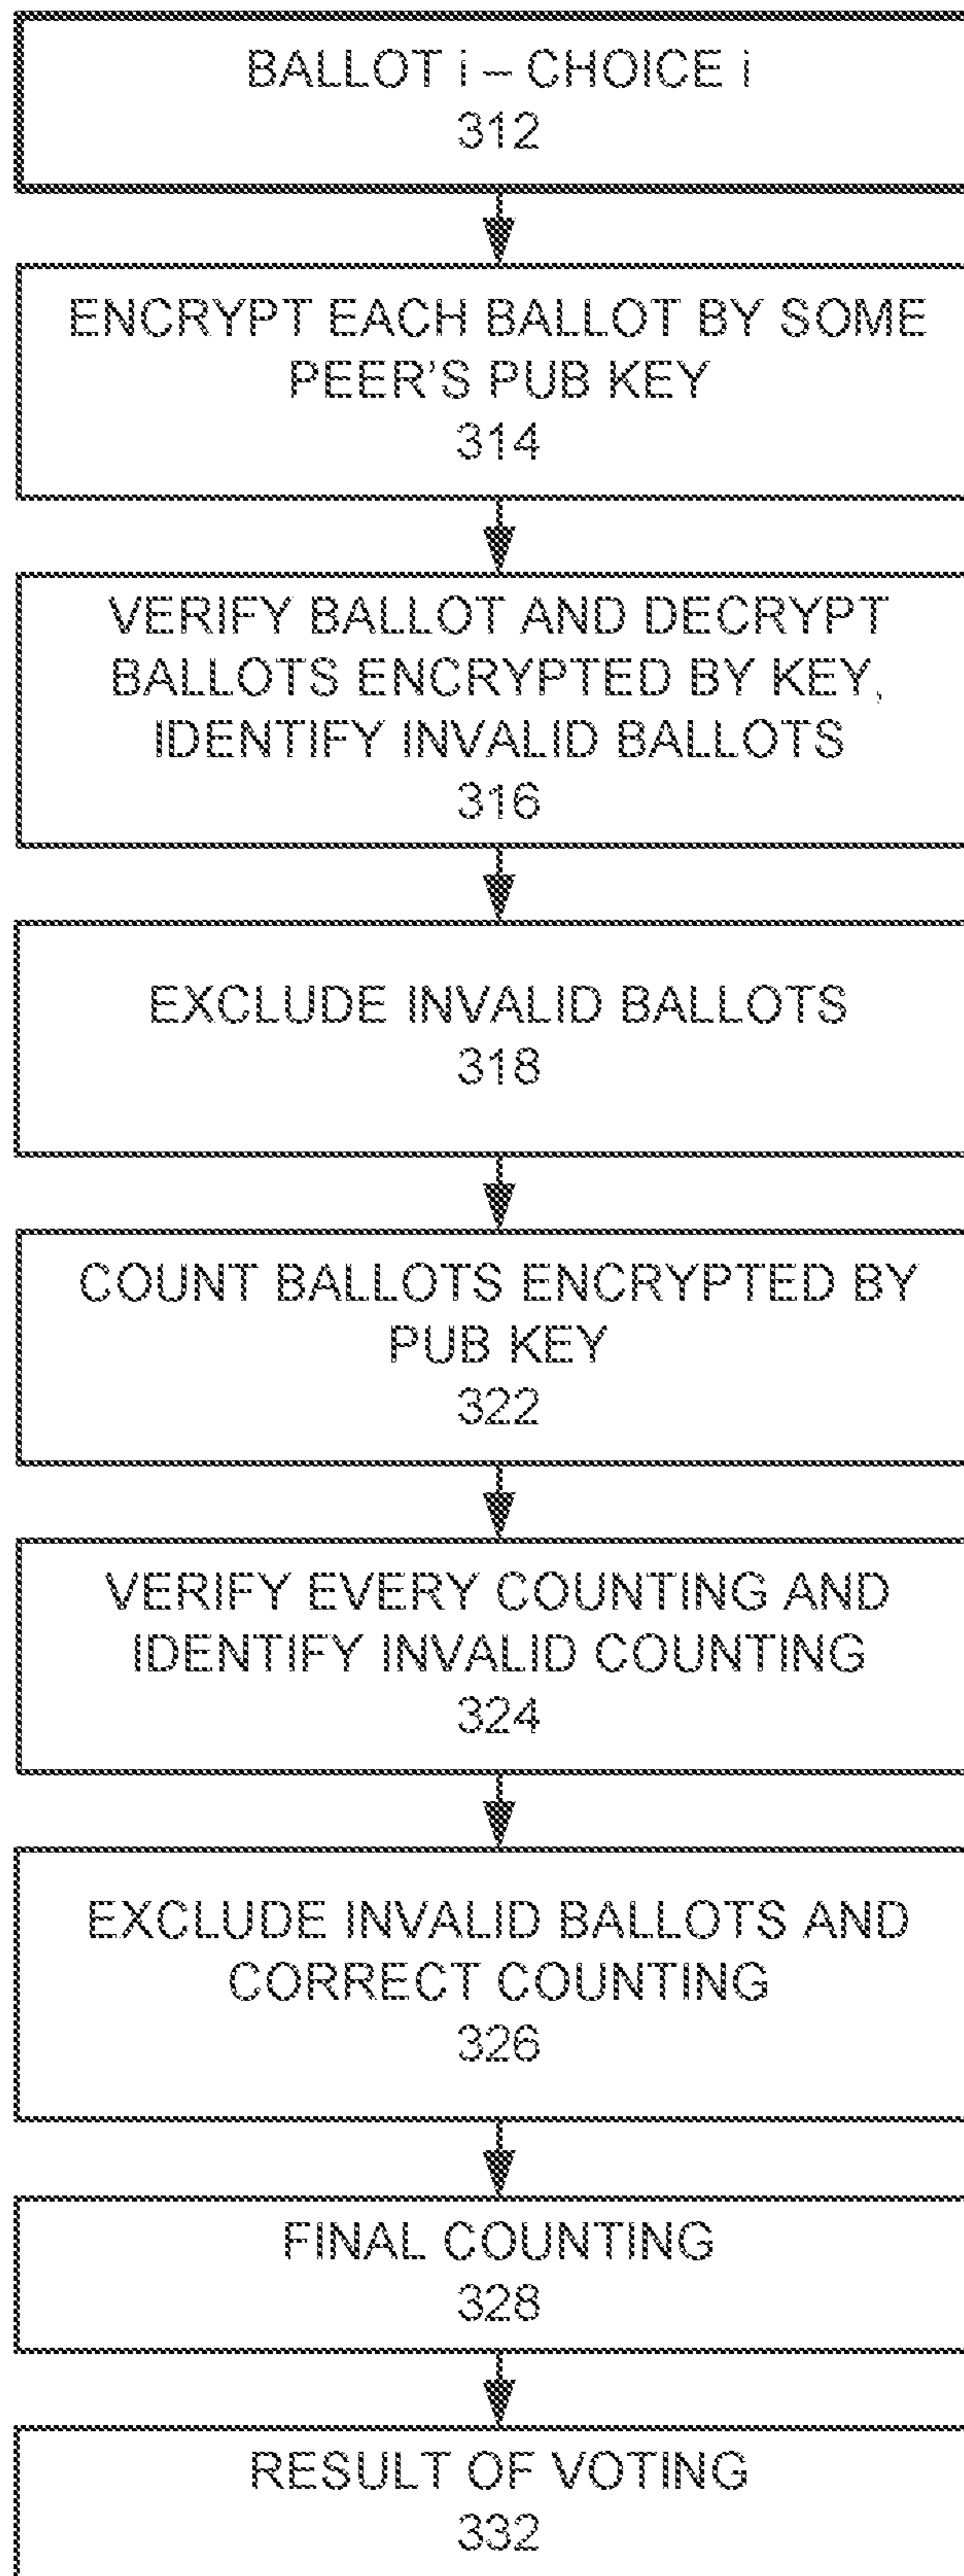 BALLOT i – CHOICE i
312
ENCRYPT EACH BALLOT BY SOME
PEER'S PUB KEY
314
VERIFY BALLOT AND DECRYPT
BALLOTS ENCRYPTED BY KEY,
IDENTIFY INVALID BALLOTS
316
EXCLUDE INVALID BALLOTS
318
COUNT BALLOTS ENCRYPTED BY
PUB KEY
322
VERIFY EVERY COUNTING AND
IDENTIFY INVALID COUNTING
324
EXCLUDE INVALID BALLOTS AND
CORRECT COUNTING
326
FINAL COUNTING
328
RESULT OF VOTING
332